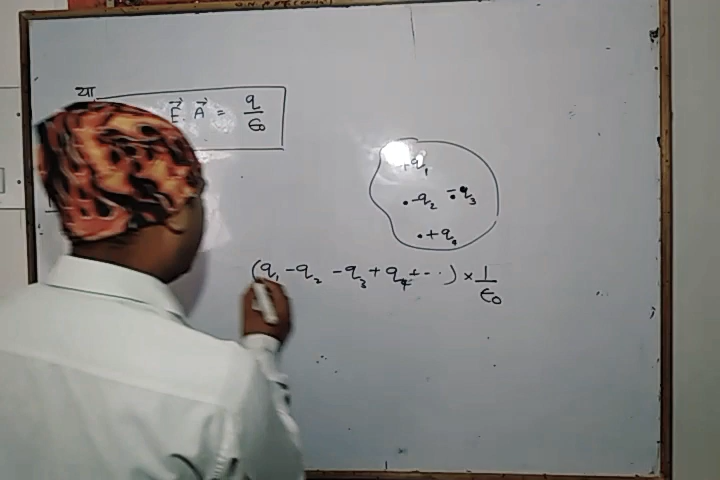 या
E⃗ . A⃗ = q/ϵ0
+q1
-q2 -q3
+q4
(q1 - q2 - q3 + q4 + - - ) × 1/ϵ0